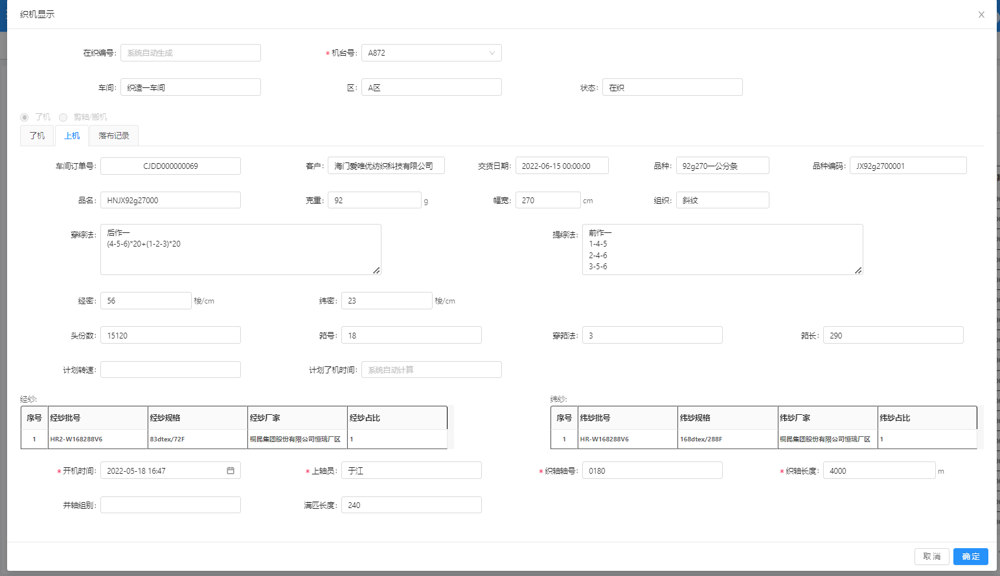 织机显示
在织编号: 系统自动生成 * 机台号: A872
车间: 织造一车间 区: A区 状态: 在织
了机 剪轴/搬机
了机 上机 落布记录
车间订单号: CJDD000000069 客户: 海门爱唯优纺织科技有限公司 交货日期: 2022-06-15 00:00:00 品种: 92g270一公分条 品种编码: JX92g2700001
品名: HNJX92g27000 克重: 92 g 幅宽: 270 cm 组织: 斜纹
穿综法: 后作一
(4-5-6)*20+(1-2-3)*20
提综法: 前作一
1-4-5
2-4-6
3-5-6
经密: 56 梭/cm 纬密: 23 梭/cm
头份数: 15120 筘号: 18 穿筘法: 3 筘长: 290
计划转速: 计划了机时间: 系统自动计算
经纱:
序号 经纱批号 经纱规格 经纱厂家 经纱占比
1 HR2-W168288V6 83dtex/72F 桐昆集团股份有限公司恒瑞厂区 1
纬纱:
序号 纬纱批号 纬纱规格 纬纱厂家 纬纱占比
1 HR-W168288V6 168dtex/288F 桐昆集团股份有限公司恒瑞厂区 1
* 开机时间: 2022-05-18 16:47 * 上轴员: 于江 * 织轴轴号: 0180 * 织轴长度: 4000 m
并轴组别: 满匹长度: 240
取 消 确 定